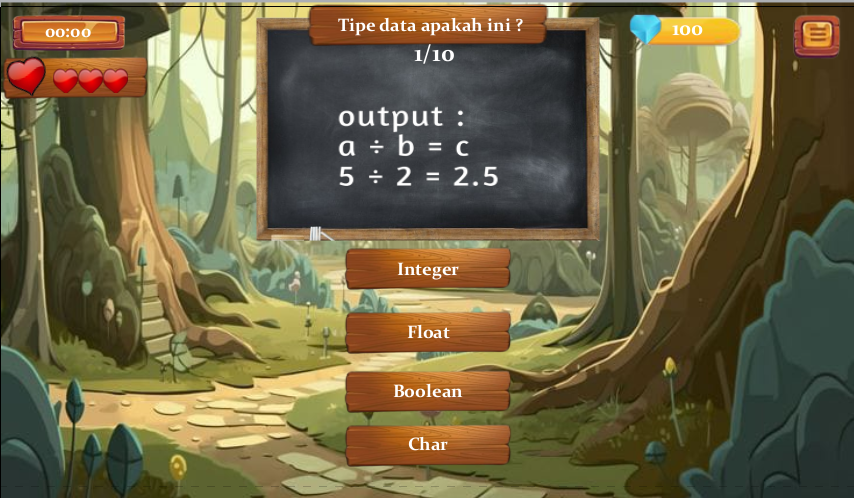 Tipe data apakah ini ?
00:00
100
1/10
output :
a ÷ b = c
5 ÷ 2 = 2.5
Integer
Float
Boolean
Char